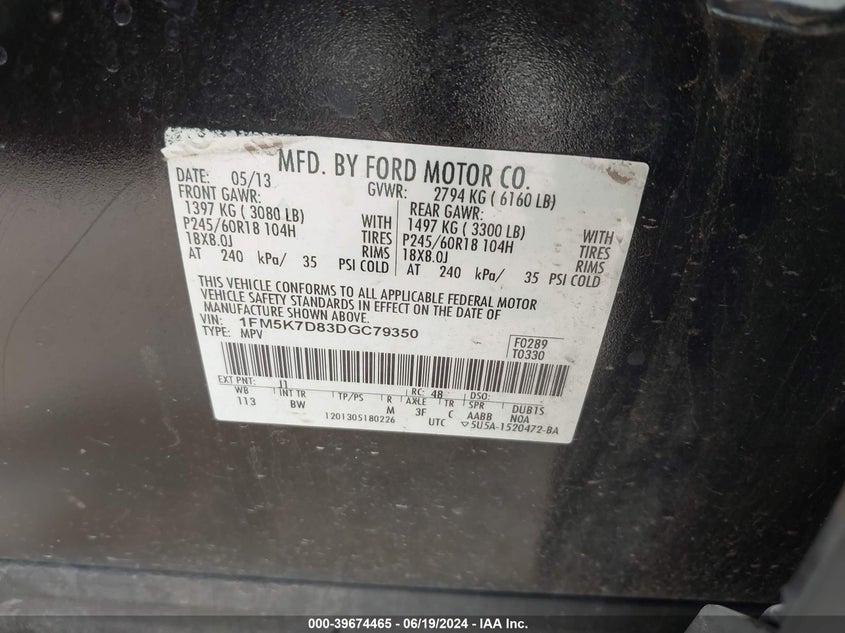 MFD. BY FORD MOTOR CO.
DATE: 05/13 GVWR: 2794 KG ( 6160 LB)
FRONT GAWR: REAR GAWR:
1397 KG ( 3080 LB) WITH 1497 KG ( 3300 LB) WITH
P245/60R18 104H TIRES P245/60R18 104H TIRES
18X8.0J RIMS 18X8.0J RIMS
AT 240 kPa/ 35 PSI COLD AT 240 kPa/ 35 PSI COLD
THIS VEHICLE CONFORMS TO ALL APPLICABLE FEDERAL MOTOR
VEHICLE SAFETY STANDARDS IN EFFECT ON THE DATE OF
MANUFACTURE SHOWN ABOVE.
VIN: 1FM5K7D83DGC79350 F0289
TYPE: MPV T0330
EXT PNT: JJ RC: 48 DSO:
WB INT TR TP/PS R AXLE TR SPR DUB1S
113 BW M 3F C AABB N0A
1201305180226 UTC ▽5U5A-1520472-BA
000-39674465 - 06/19/2024 - IAA Inc.